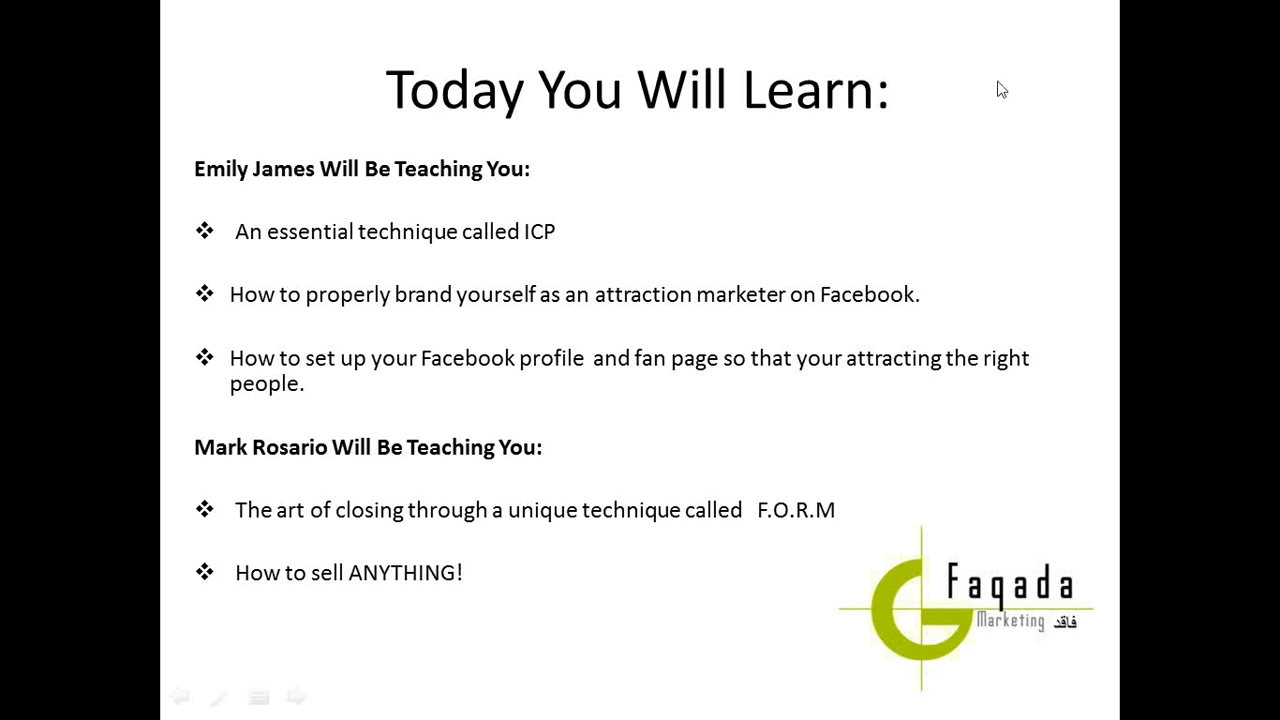 Today You Will Learn:
Emily James Will Be Teaching You:
An essential technique called ICP
How to properly brand yourself as an attraction marketer on Facebook.
How to set up your Facebook profile and fan page so that your attracting the right
people.
Mark Rosario Will Be Teaching You:
The art of closing through a unique technique called F.O.R.M
How to sell ANYTHING!
Faqada
Marketing فاقد